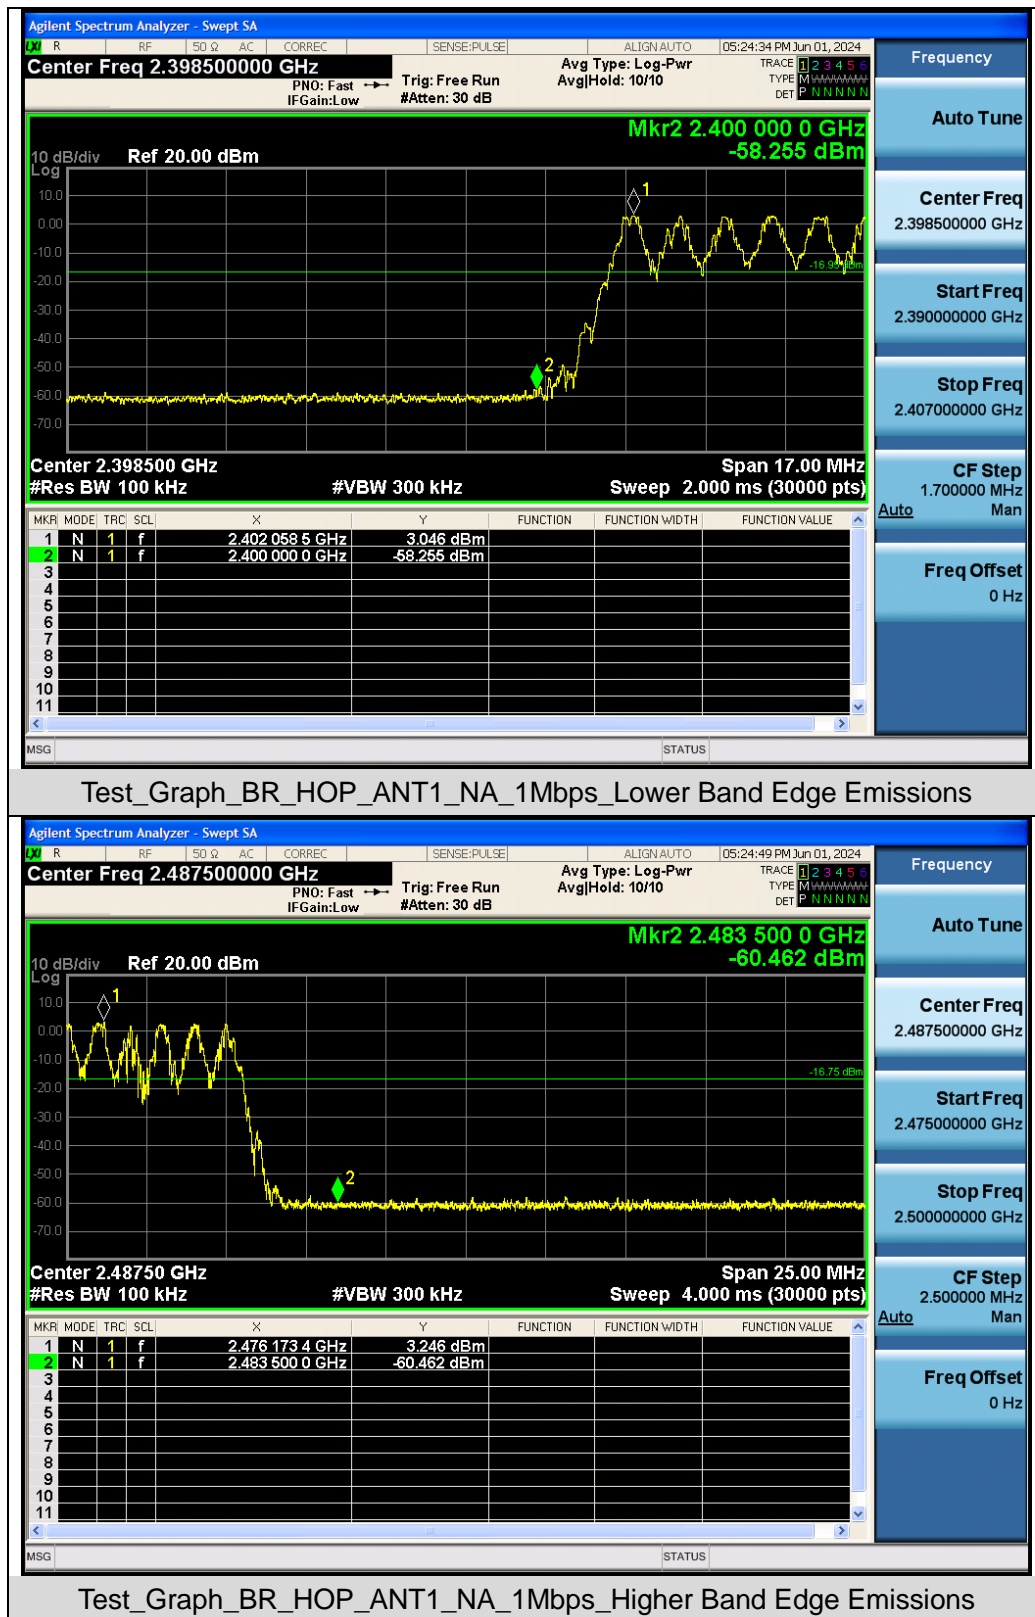 Agilent Spectrum Analyzer - Swept SA
LXI R RF 50 Ω AC CORREC SENSE:PULSE ALIGN AUTO 05:24:34 PM Jun 01, 2024
Center Freq 2.398500000 GHz
PNO: Fast
IFGain:Low
Trig: Free Run
#Atten: 30 dB
Avg Type: Log-Pwr
Avg|Hold: 10/10
TRACE 1 2 3 4 5 6
TYPE M
DET P N N N N N
Mkr2 2.400 000 0 GHz
-58.255 dBm
10 dB/div
Log
Ref 20.00 dBm
10.0
0.00
-10.0
-20.0
-30.0
-40.0
-50.0
-60.0
-70.0
1
2
Center 2.398500 GHz Span 17.00 MHz
#Res BW 100 kHz #VBW 300 kHz Sweep 2.000 ms (30000 pts)
MKR MODE TRC SCL X Y FUNCTION FUNCTION WIDTH FUNCTION VALUE
1 N 1 f 2.402 058 5 GHz 3.046 dBm
2 N 1 f 2.400 000 0 GHz -58.255 dBm
3
4
5
6
7
8
9
10
11
MSG STATUS
Frequency
Auto Tune
Center Freq
2.398500000 GHz
Start Freq
2.390000000 GHz
Stop Freq
2.407000000 GHz
CF Step
1.700000 MHz
Auto Man
Freq Offset
0 Hz
Test_Graph_BR_HOP_ANT1_NA_1Mbps_Lower Band Edge Emissions
Agilent Spectrum Analyzer - Swept SA
LXI R RF 50 Ω AC CORREC SENSE:PULSE ALIGN AUTO 05:24:49 PM Jun 01, 2024
Center Freq 2.487500000 GHz
PNO: Fast
IFGain:Low
Trig: Free Run
#Atten: 30 dB
Avg Type: Log-Pwr
Avg|Hold: 10/10
TRACE 1 2 3 4 5 6
TYPE M
DET P N N N N N
Mkr2 2.483 500 0 GHz
-60.462 dBm
10 dB/div
Log
Ref 20.00 dBm
10.0
0.00
-10.0
-20.0
-30.0
-40.0
-50.0
-60.0
-70.0
1
2
-16.75 dBm
Center 2.48750 GHz Span 25.00 MHz
#Res BW 100 kHz #VBW 300 kHz Sweep 4.000 ms (30000 pts)
MKR MODE TRC SCL X Y FUNCTION FUNCTION WIDTH FUNCTION VALUE
1 N 1 f 2.476 173 4 GHz 3.246 dBm
2 N 1 f 2.483 500 0 GHz -60.462 dBm
3
4
5
6
7
8
9
10
11
MSG STATUS
Frequency
Auto Tune
Center Freq
2.487500000 GHz
Start Freq
2.475000000 GHz
Stop Freq
2.500000000 GHz
CF Step
2.500000 MHz
Auto Man
Freq Offset
0 Hz
Test_Graph_BR_HOP_ANT1_NA_1Mbps_Higher Band Edge Emissions